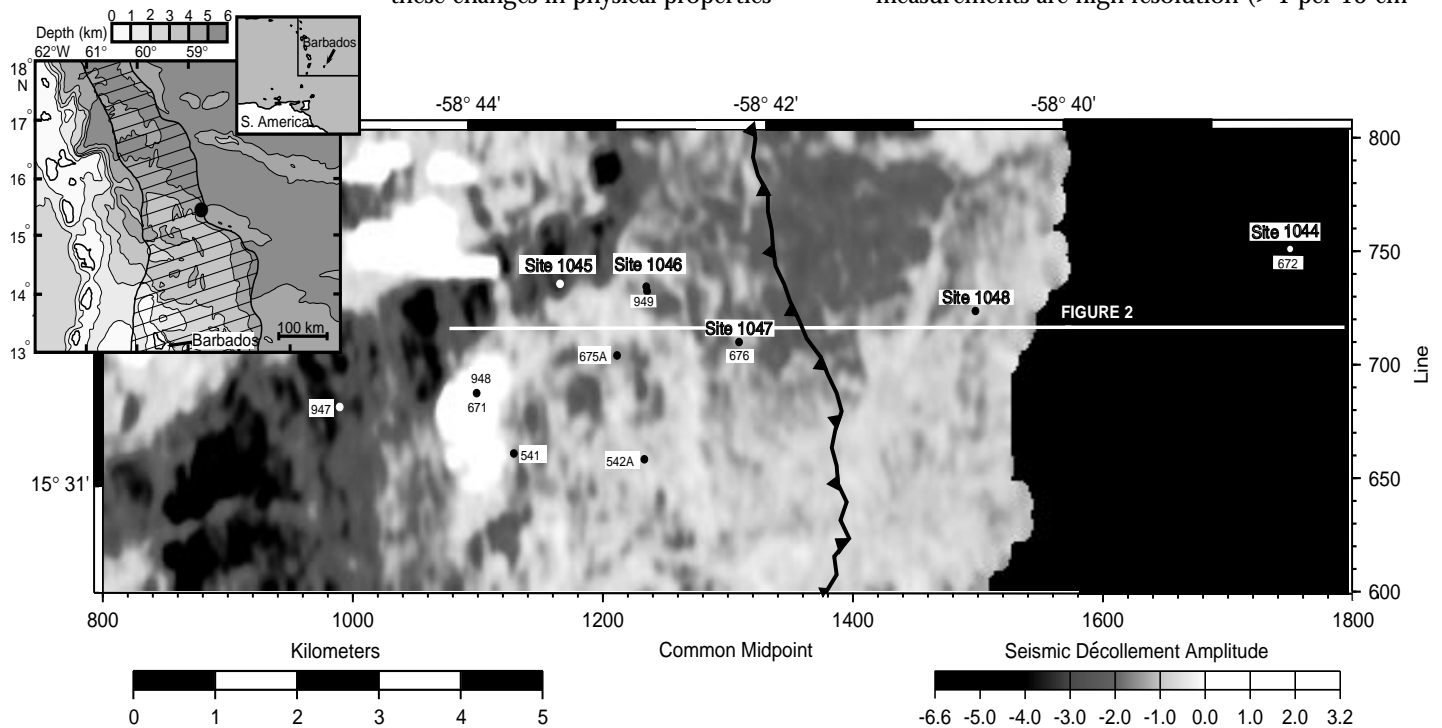 these changes in physical properties
measurements are high resolution (> 1 per 10 cm
0 1 2 3 4 5 6
Depth (km)
62°W 61° 60° 59°
18°
N
17°
16°
15°
14°
13°
Barbados
100 km
Barbados
S. America
-58° 44'
-58° 42'
-58° 40'
800
750
700
650
600
Line
Site 1044
672
Site 1045
Site 1046
949
Site 1048
FIGURE 2
Site 1047
676
675A
948
671
947
541
542A
15° 31'
800
1000
1200
1400
1600
1800
Kilometers
0 1 2 3 4 5
Common Midpoint
Seismic Décollement Amplitude
-6.6 -5.0 -4.0 -3.0 -2.0 -1.0 0.0 1.0 2.0 3.2